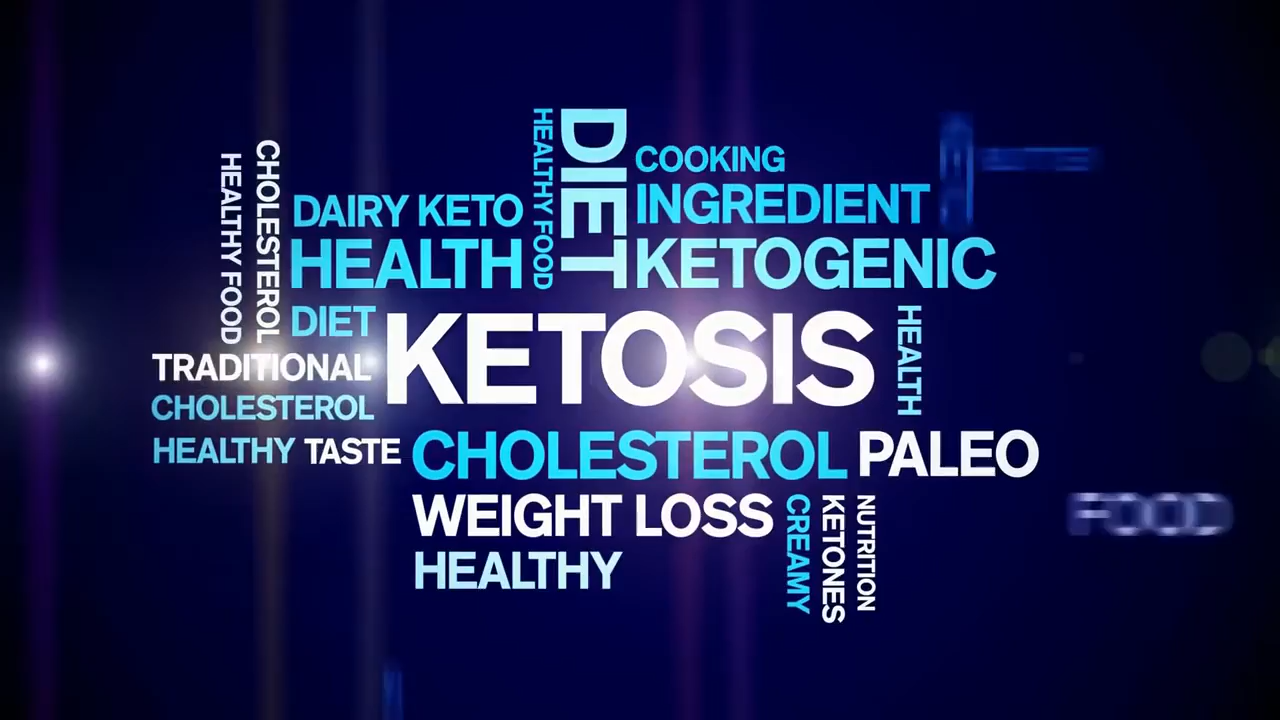 HEALTHY FOOD
CHOLESTEROL
HEALTHY FOOD
DIET
COOKING
DAIRY KETO
INGREDIENT
HEALTH
KETOGENIC
DIET
KETOSIS
HEALTH
TRADITIONAL
CHOLESTEROL
HEALTHY
TASTE
CHOLESTEROL
PALEO
WEIGHT LOSS
CREAMY
KETONES
NUTRITION
FOOD
HEALTHY